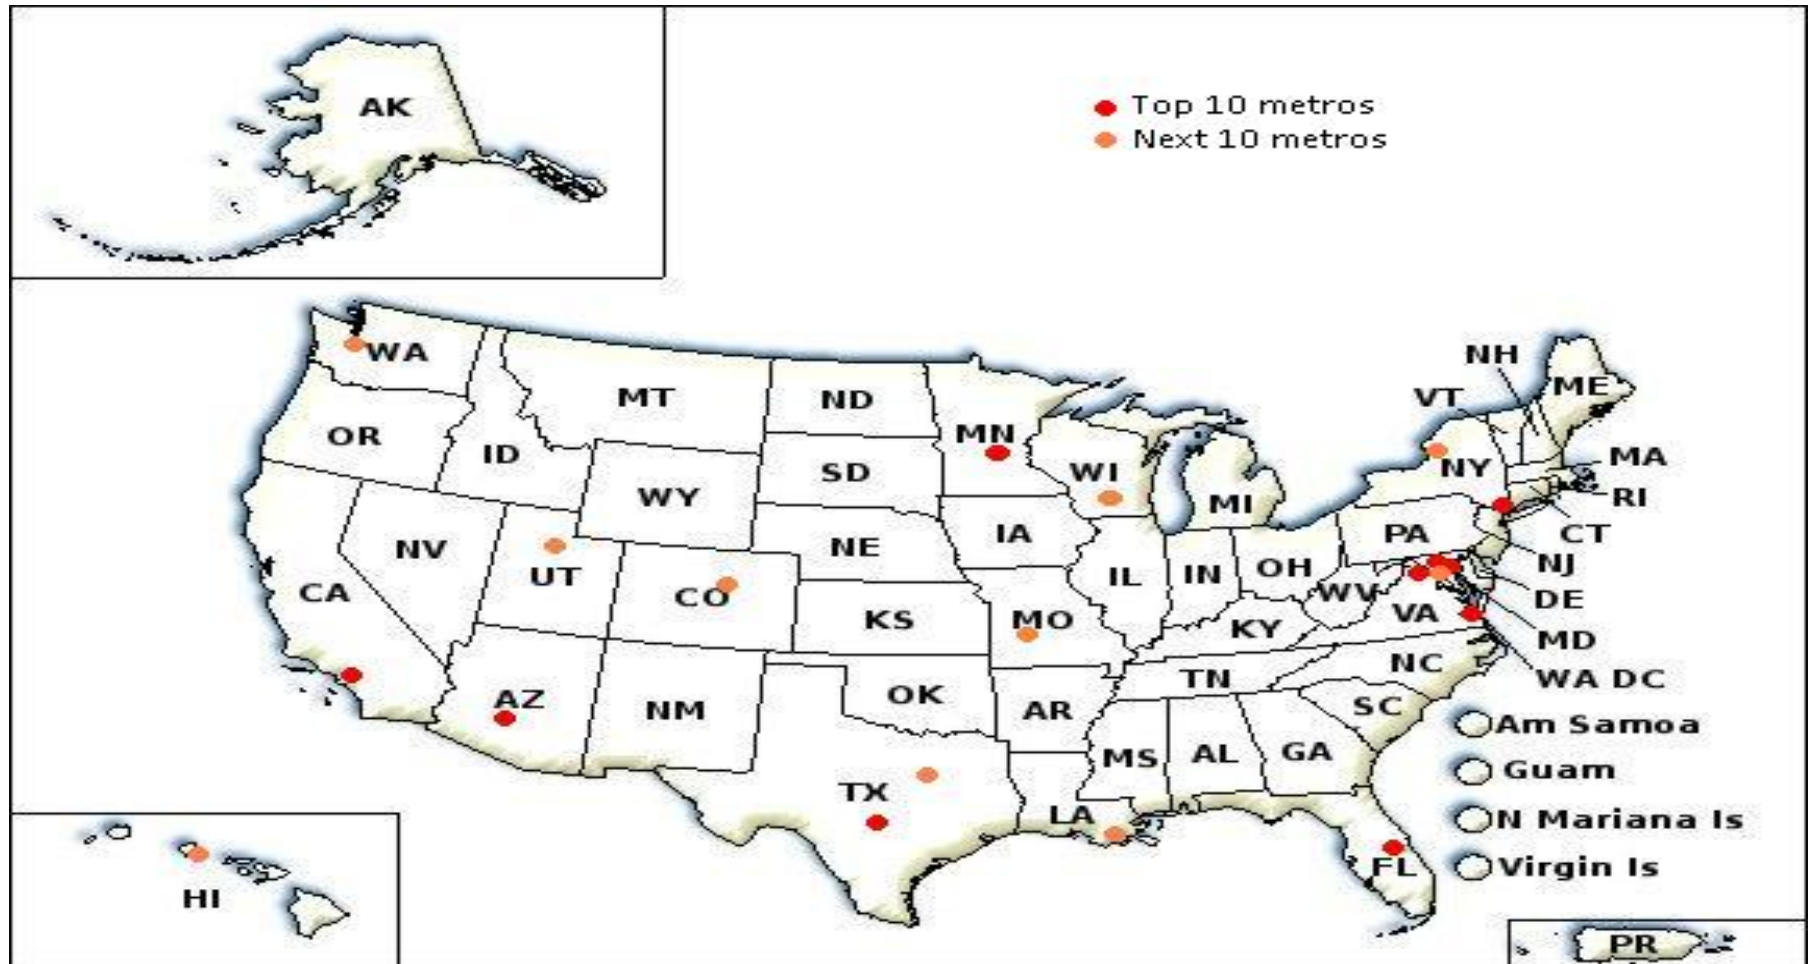 AK
Top 10 metros
Next 10 metros
NH
WA
ME
MT
VT
ND
OR
MN
ID
MA
NY
SD
WI
WY
RI
MI
IA
PA
CT
NV
NE
NJ
OH
UT
IL
IN
CA
CO
WV
DE
VA
KS
MO
KY
MD
NC
TN
WA DC
OK
AZ
NM
AR
SC
Am Samoa
MS
AL
GA
Guam
TX
LA
N Mariana Is
FL
Virgin Is
HI
PR